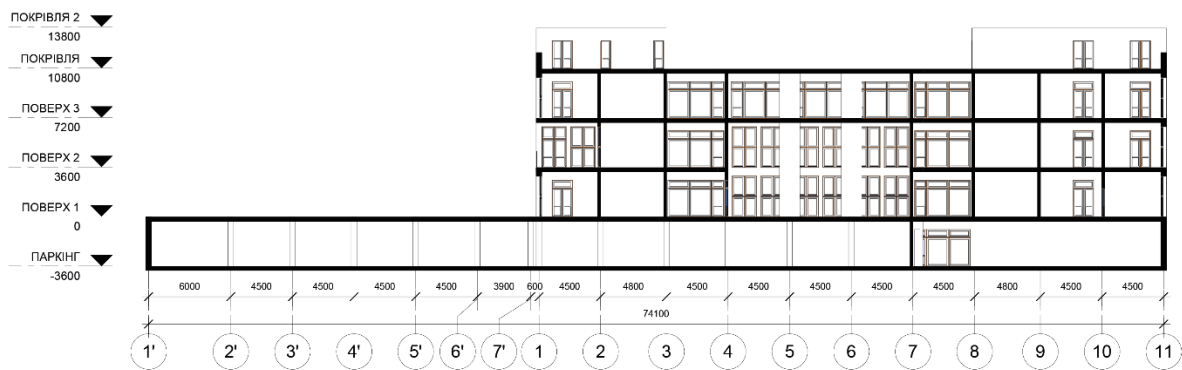 ПОКРІВЛЯ 2
13800
ПОКРІВЛЯ
10800
ПОВЕРХ 3
7200
ПОВЕРХ 2
3600
ПОВЕРХ 1
0
ПАРКІНГ
-3600
6000 4500 4500 4500 4500 3900 600 4500 4800 4500 4500 4500 4500 4500 4800 4500 4500
74100
1' 2' 3' 4' 5' 6' 7' 1 2 3 4 5 6 7 8 9 10 11